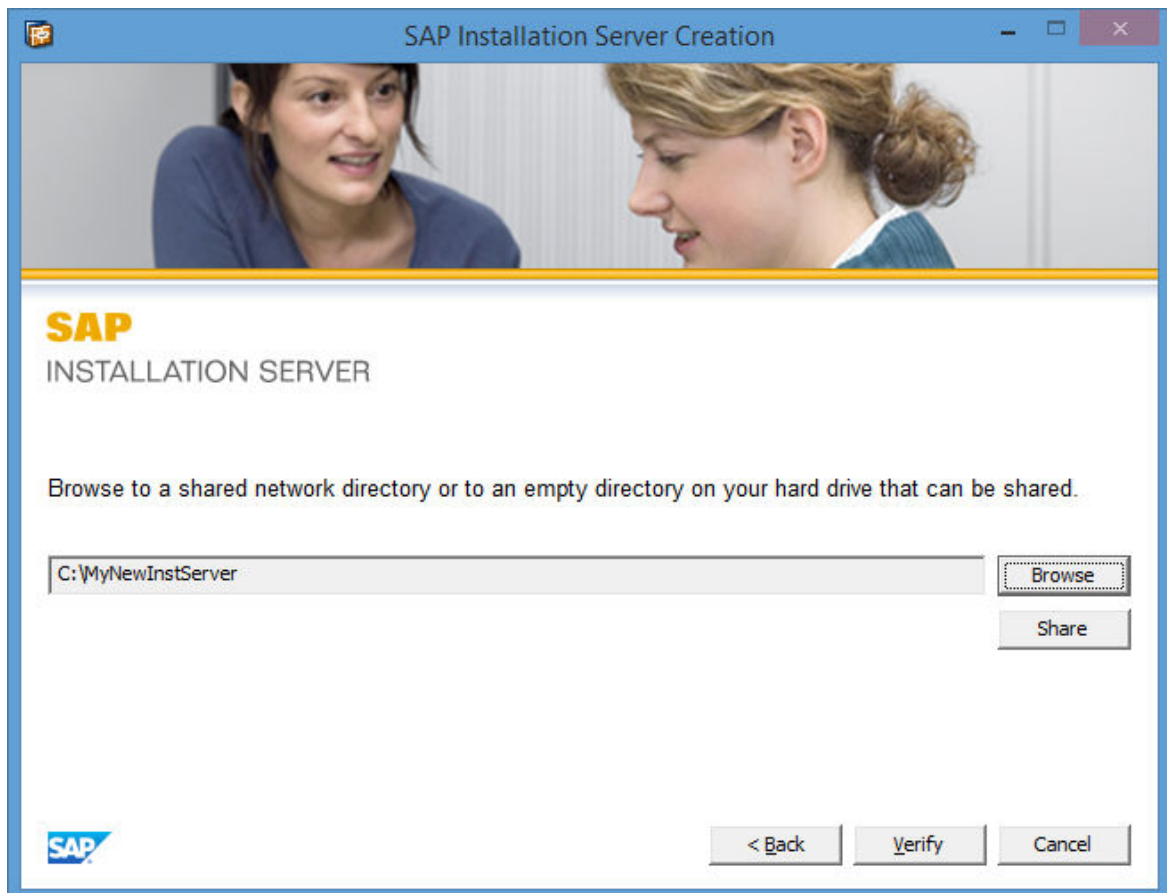 SAP Installation Server Creation
SAP
INSTALLATION SERVER
Browse to a shared network directory or to an empty directory on your hard drive that can be shared.
C:\MyNewInstServer
Browse
Share
SAP
< Back
Verify
Cancel